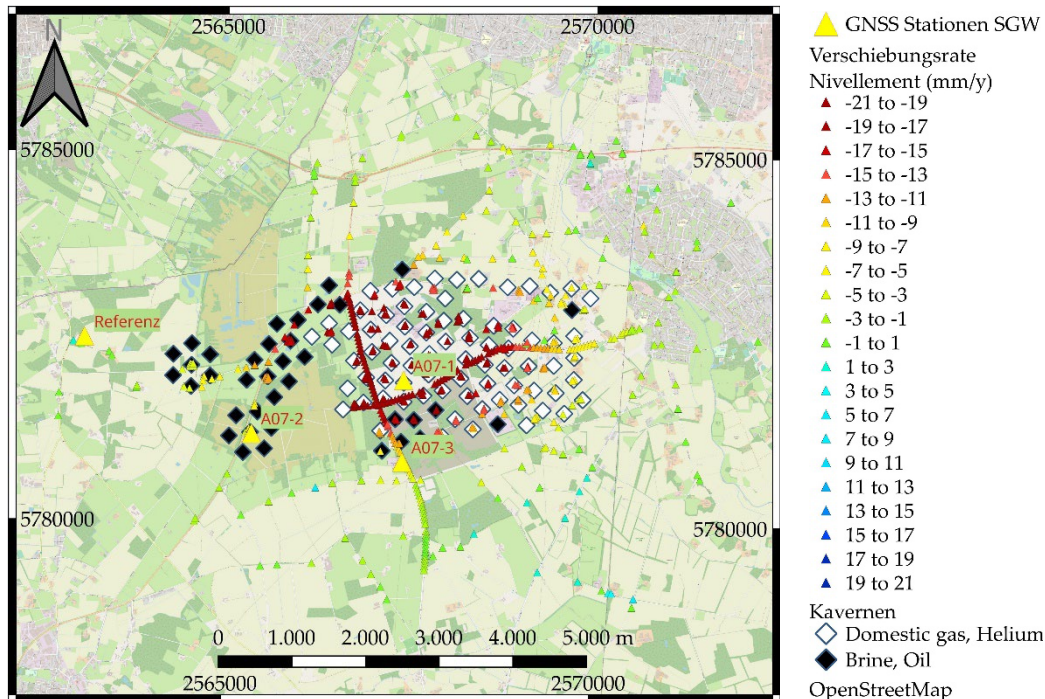 N
2565000
2570000
5785000
5785000
Referenz
A07-1
A07-2
A07-3
5780000
5780000
0 1.000 2.000 3.000 4.000 5.000 m
2565000
2570000
GNSS Stationen SGW
Verschiebungsrate
Nivellement (mm/y)
-21 to -19
-19 to -17
-17 to -15
-15 to -13
-13 to -11
-11 to -9
-9 to -7
-7 to -5
-5 to -3
-3 to -1
-1 to 1
1 to 3
3 to 5
5 to 7
7 to 9
9 to 11
11 to 13
13 to 15
15 to 17
17 to 19
19 to 21
Kavernen
Domestic gas, Helium
Brine, Oil
OpenStreetMap